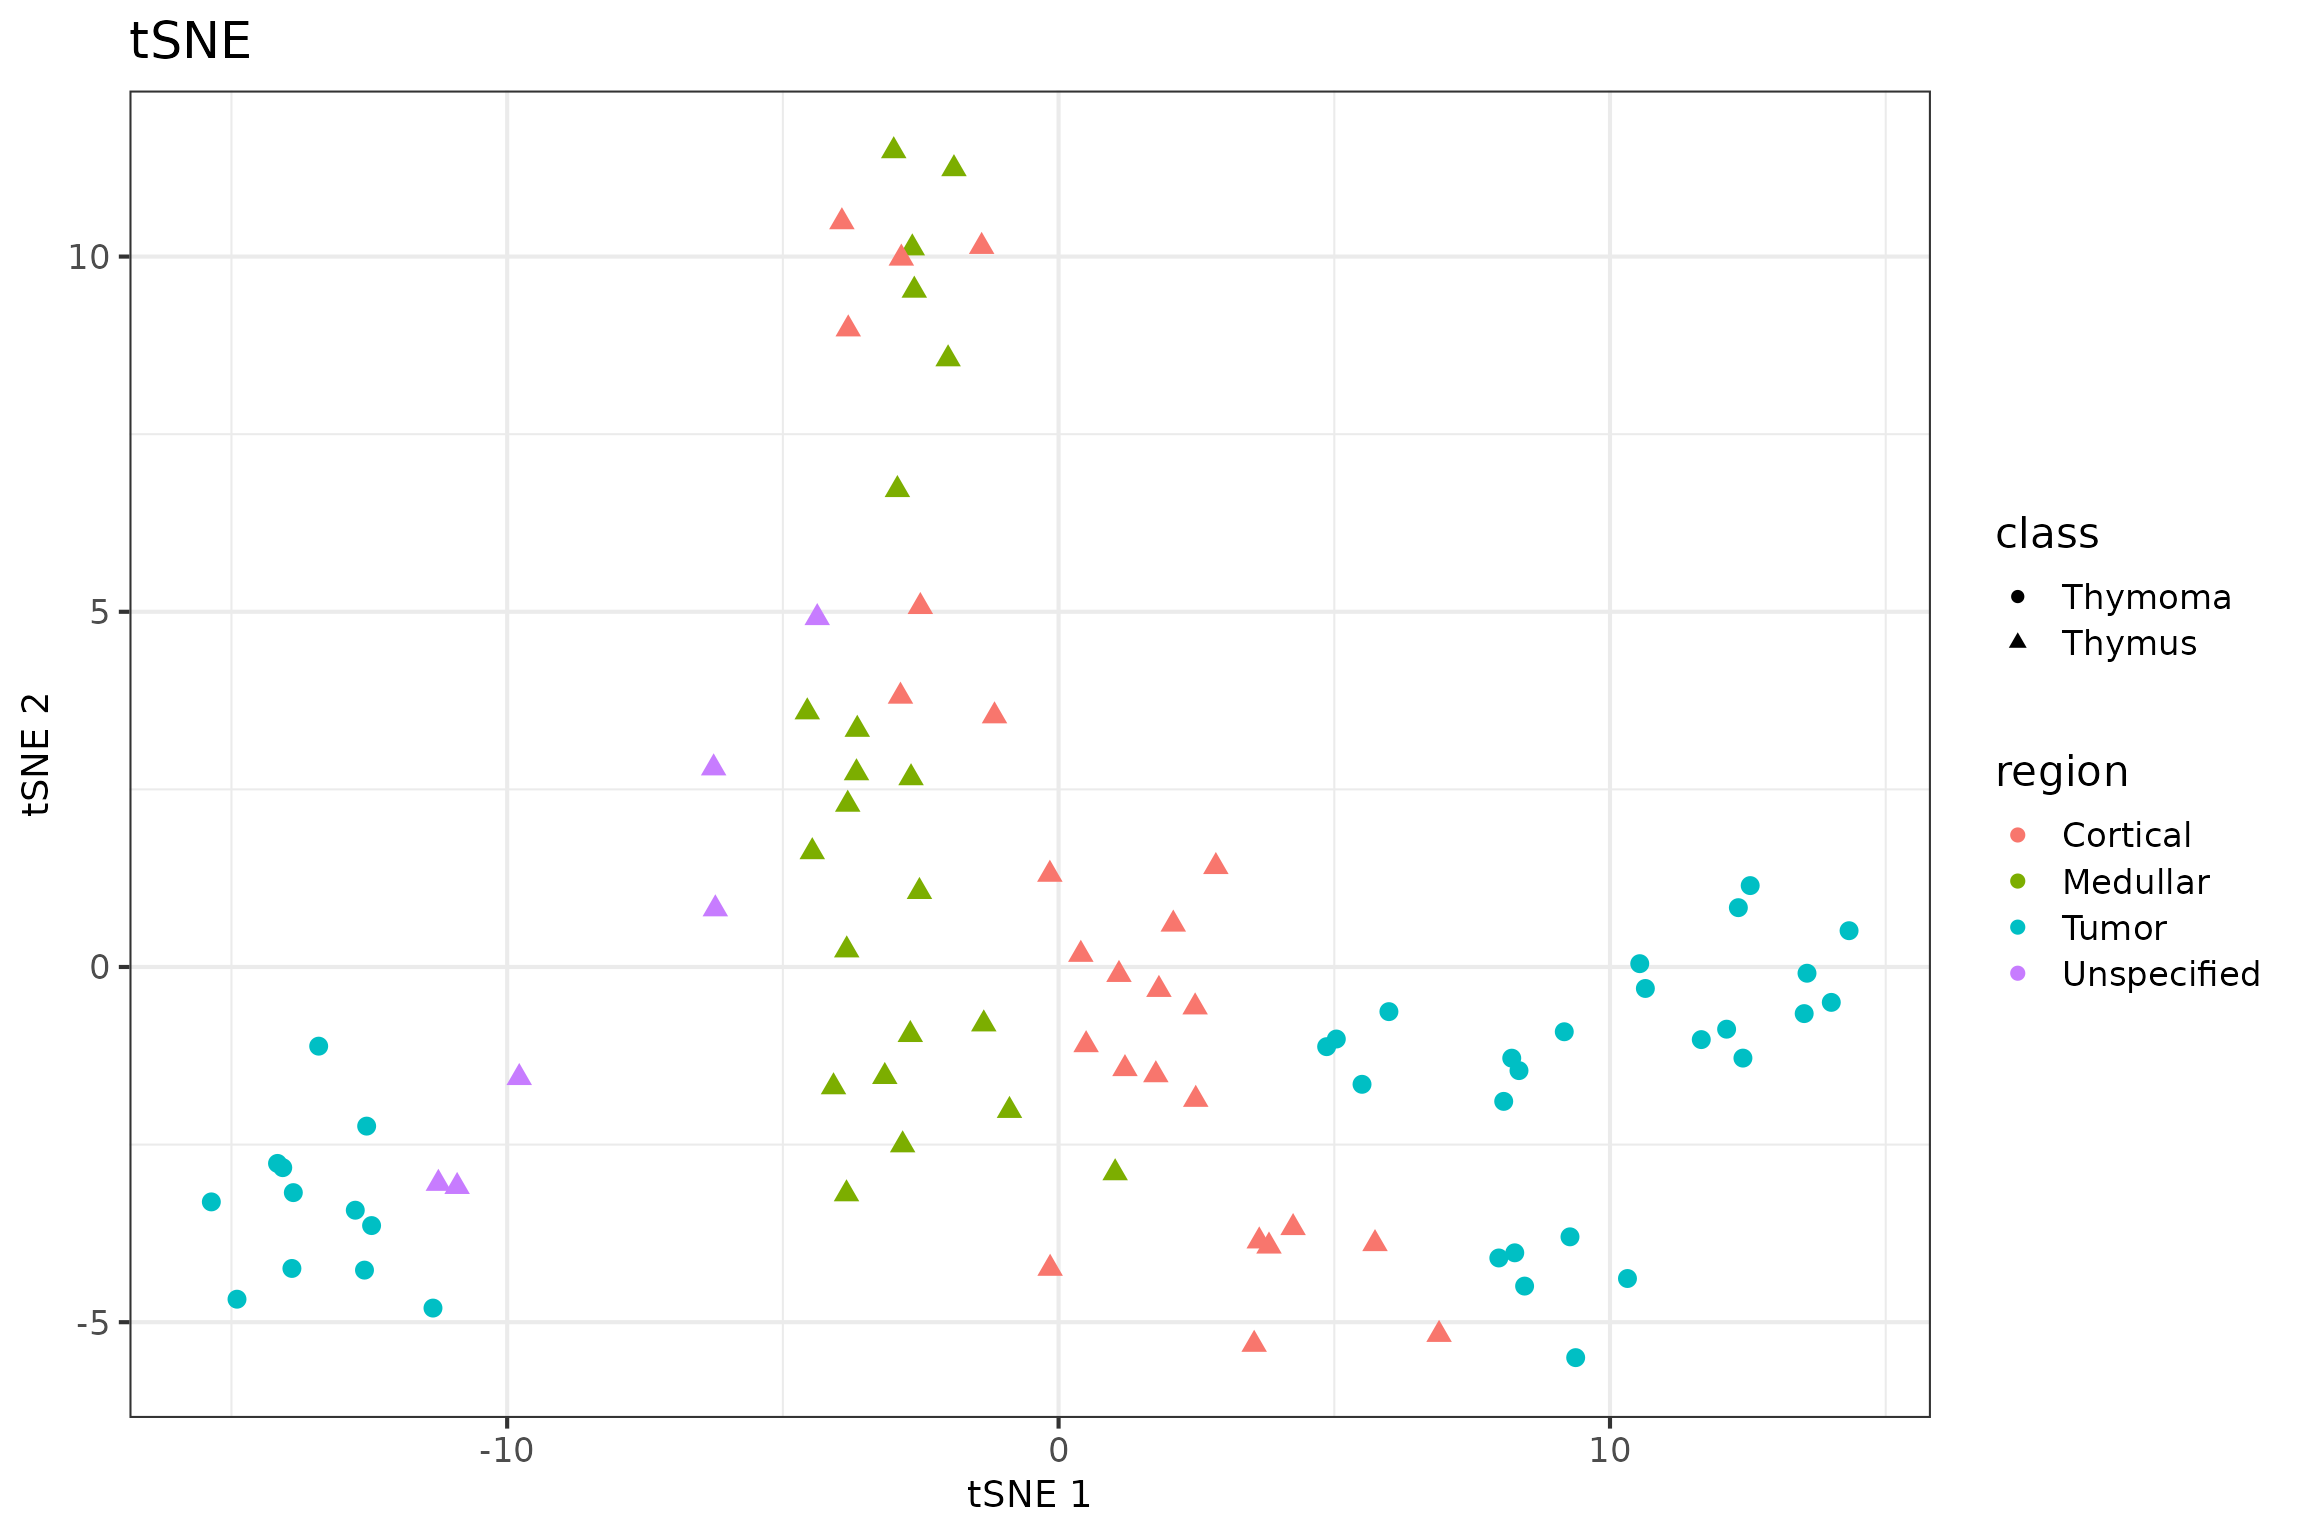 tSNE
10
5
0
-5
tSNE 2
-10
0
10
tSNE 1
class
Thymoma
Thymus
region
Cortical
Medullar
Tumor
Unspecified